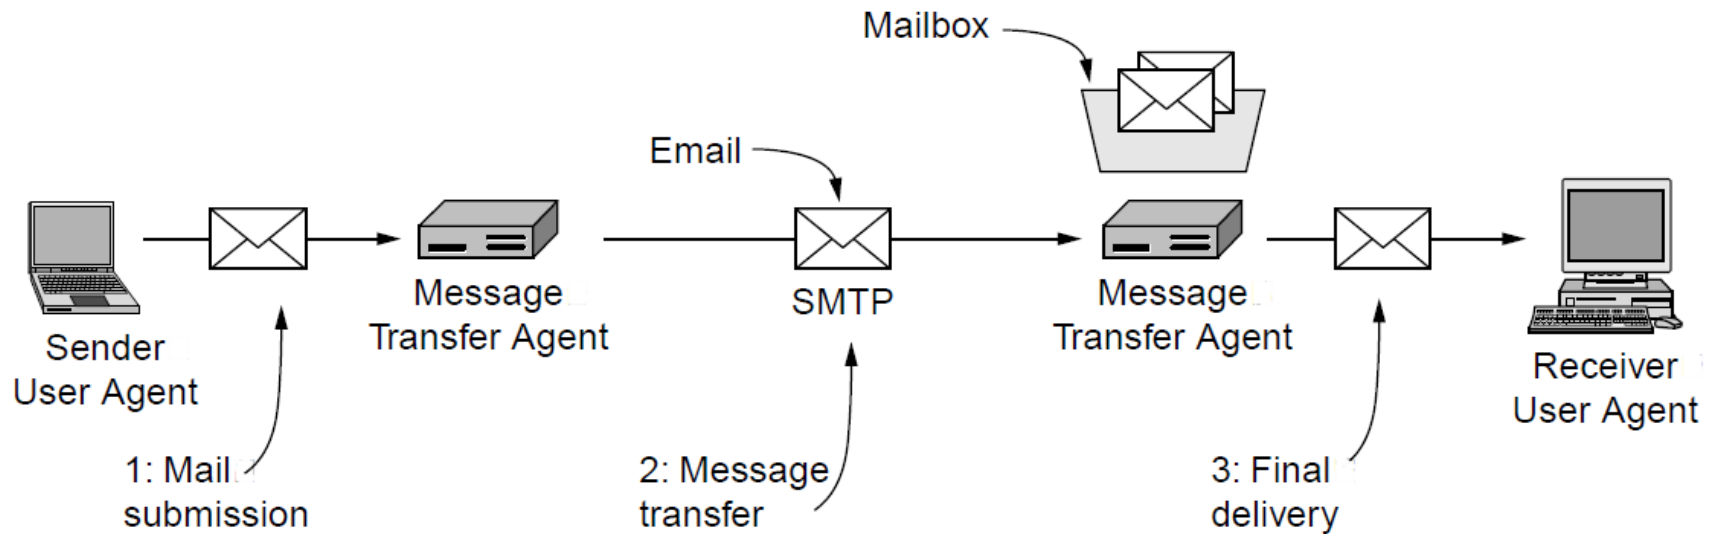 Mailbox
Email
Sender
User Agent
Message
Transfer Agent
SMTP
Message
Transfer Agent
Receiver
User Agent
1: Mail
submission
2: Message
transfer
3: Final
delivery